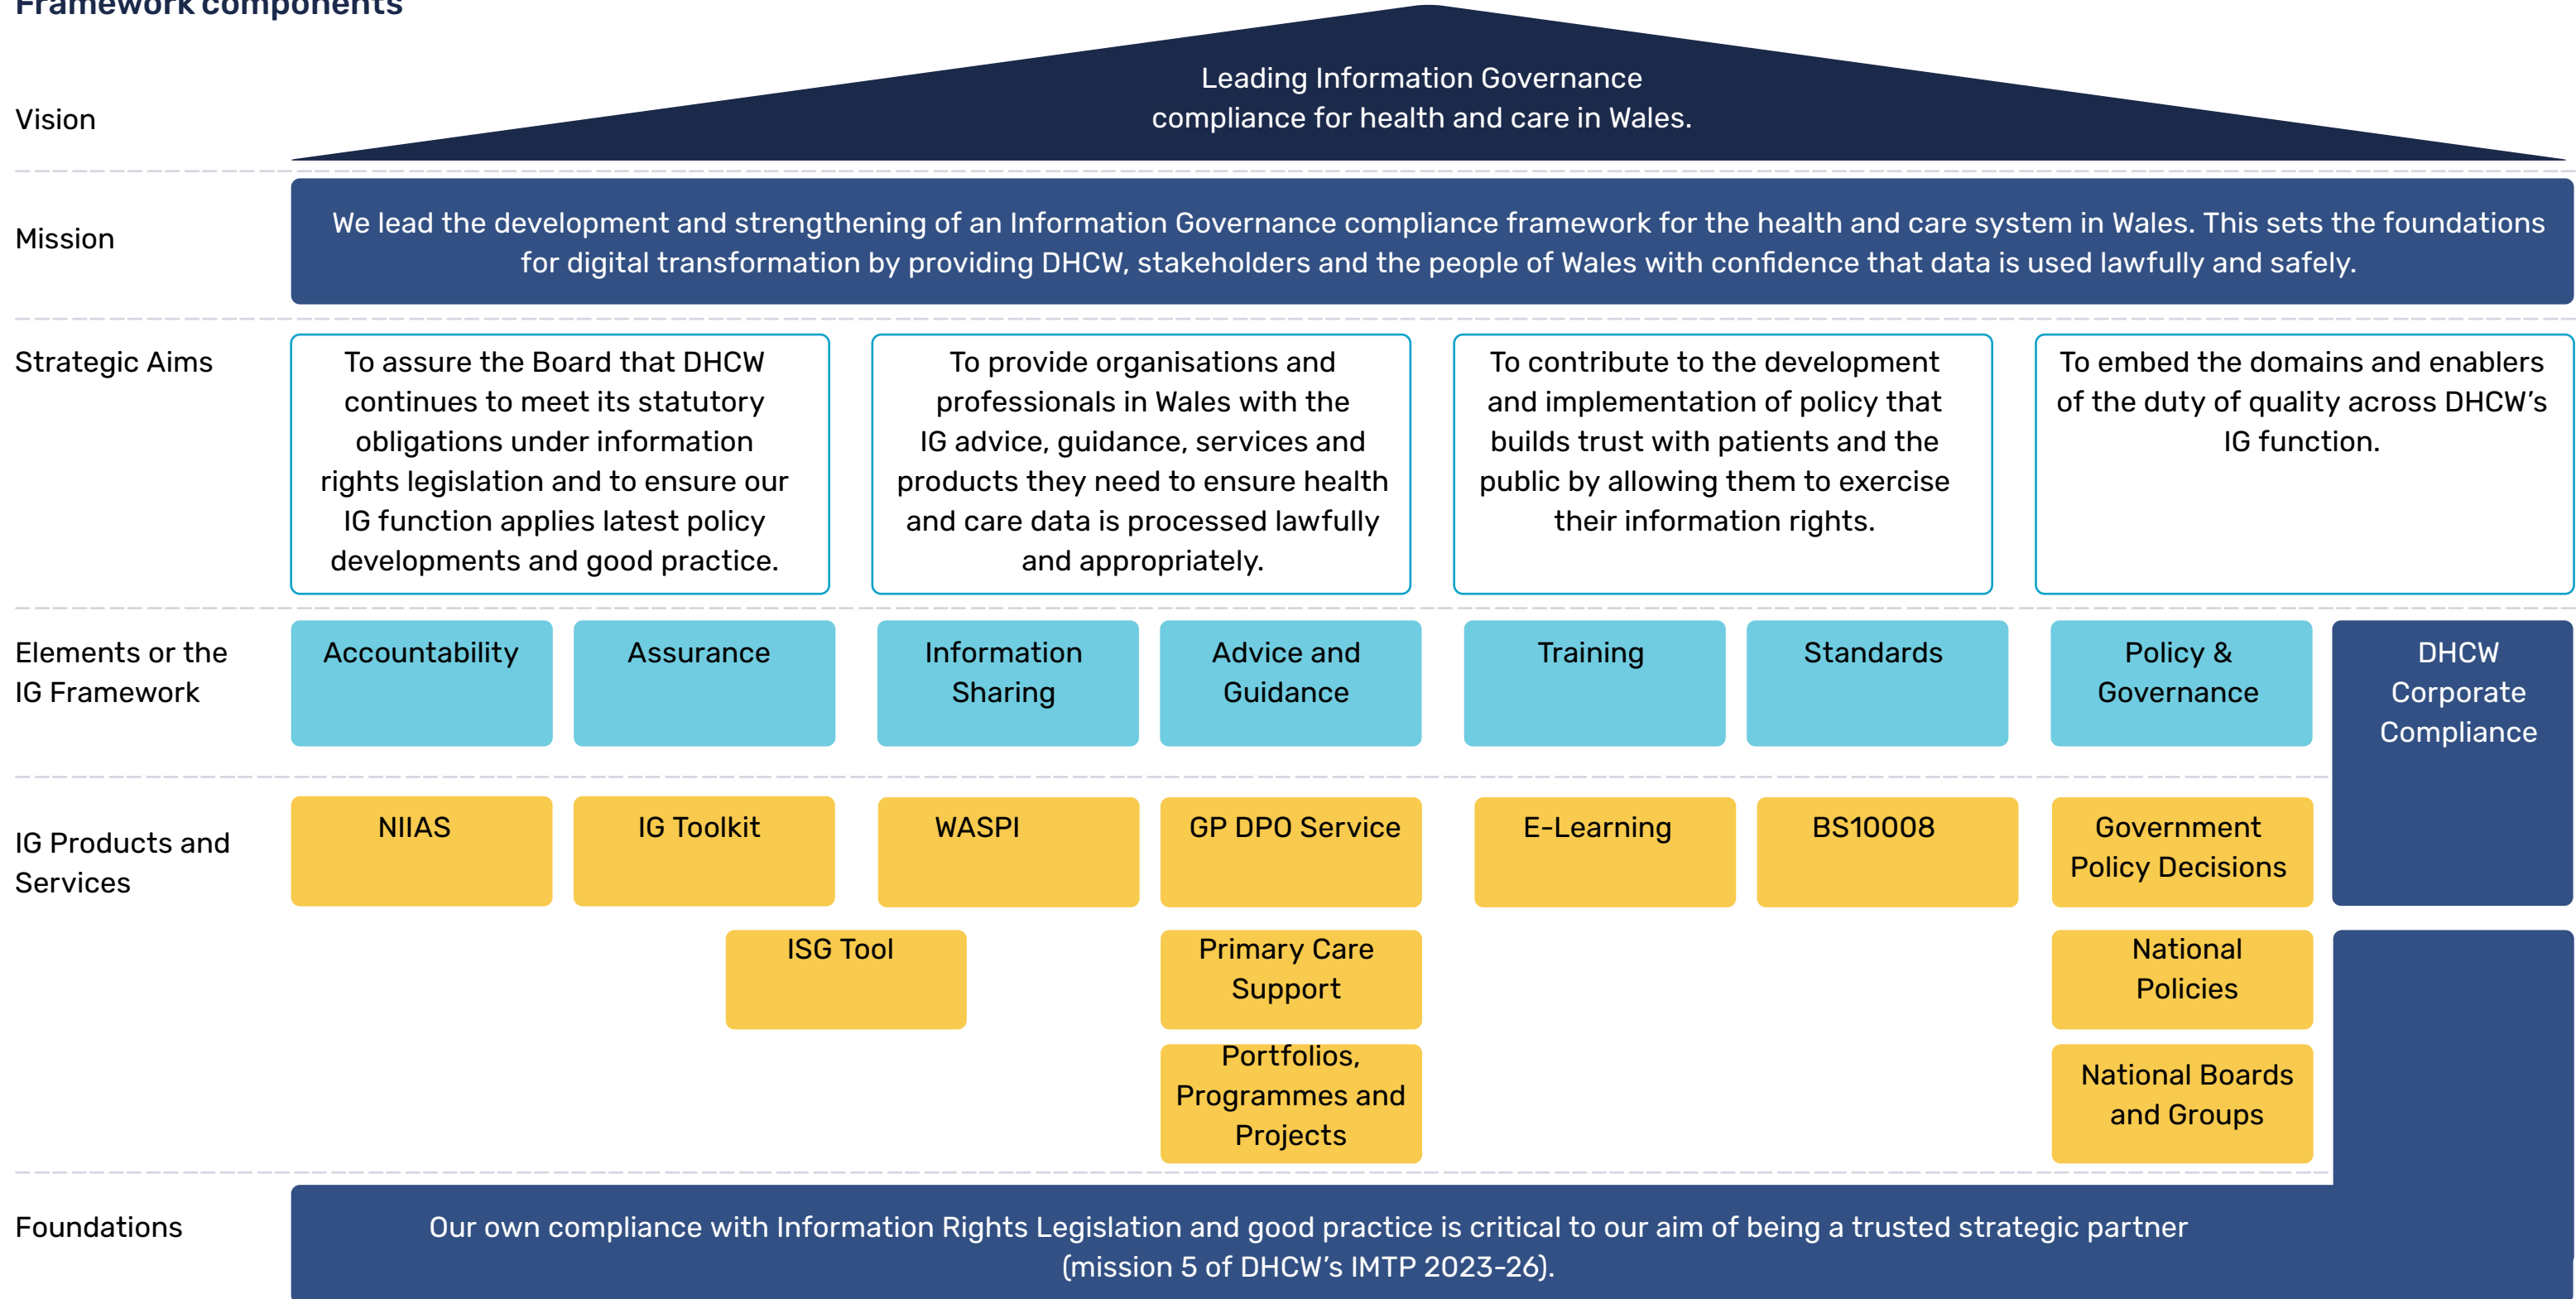 Framework components
Vision
Leading Information Governance
compliance for health and care in Wales.
Mission
We lead the development and strengthening of an Information Governance compliance framework for the health and care system in Wales. This sets the foundations
for digital transformation by providing DHCW, stakeholders and the people of Wales with confidence that data is used lawfully and safely.
Strategic Aims
To assure the Board that DHCW
continues to meet its statutory
obligations under information
rights legislation and to ensure our
IG function applies latest policy
developments and good practice.
To provide organisations and
professionals in Wales with the
IG advice, guidance, services and
products they need to ensure health
and care data is processed lawfully
and appropriately.
To contribute to the development
and implementation of policy that
builds trust with patients and the
public by allowing them to exercise
their information rights.
To embed the domains and enablers
of the duty of quality across DHCW’s
IG function.
Elements or the
IG Framework
Accountability
Assurance
Information
Sharing
Advice and
Guidance
Training
Standards
Policy &
Governance
DHCW
Corporate
Compliance
IG Products and
Services
NIIAS
IG Toolkit
WASPI
GP DPO Service
E-Learning
BS10008
Government
Policy Decisions
ISG Tool
Primary Care
Support
National
Policies
Portfolios,
Programmes and
Projects
National Boards
and Groups
Foundations
Our own compliance with Information Rights Legislation and good practice is critical to our aim of being a trusted strategic partner
(mission 5 of DHCW’s IMTP 2023-26).